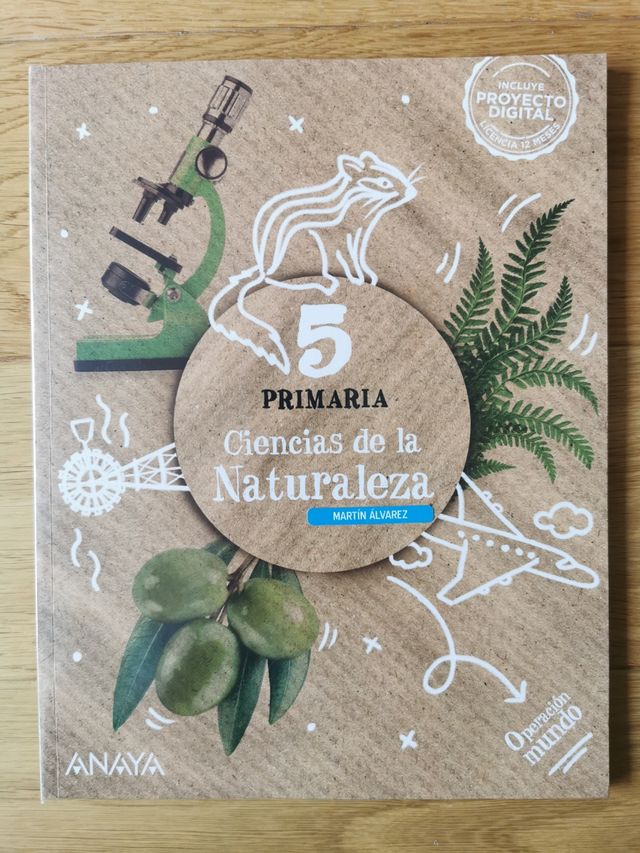 INCLUYE
PROYECTO
DIGITAL
LICENCIA 12 MESES
5
PRIMARIA
Ciencias de la
Naturaleza
MARTÍN ÁLVAREZ
Operación
mundo
ANAYA